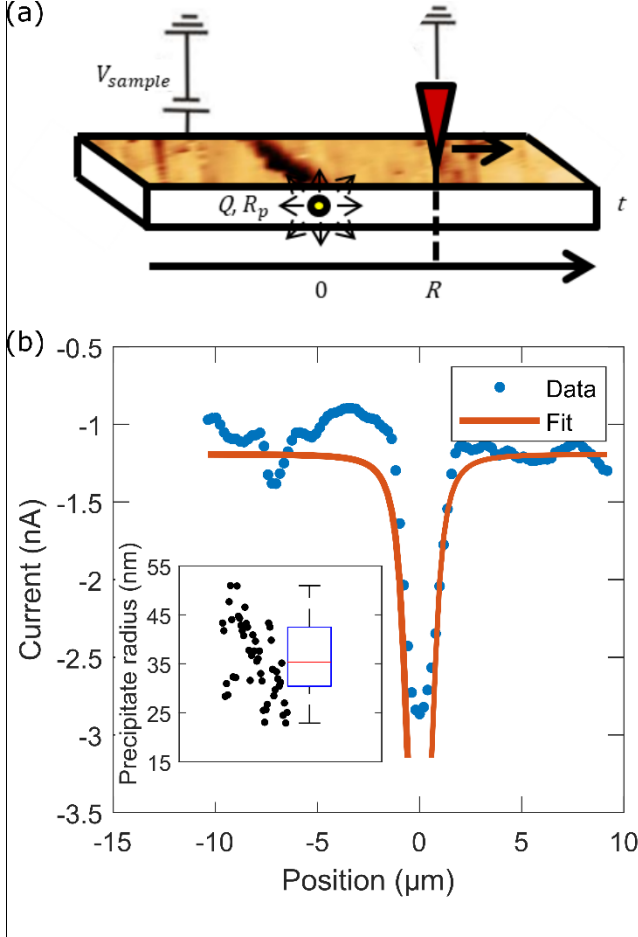 (a)
V_sample
Q, R_p
t
0 R
(b)
-0.5
-1
-1.5
-2
-2.5
-3
-3.5
Current (nA)
Data
Fit
55
45
35
25
15
Precipitate radius (nm)
-15 -10 -5 0 5 10
Position (µm)